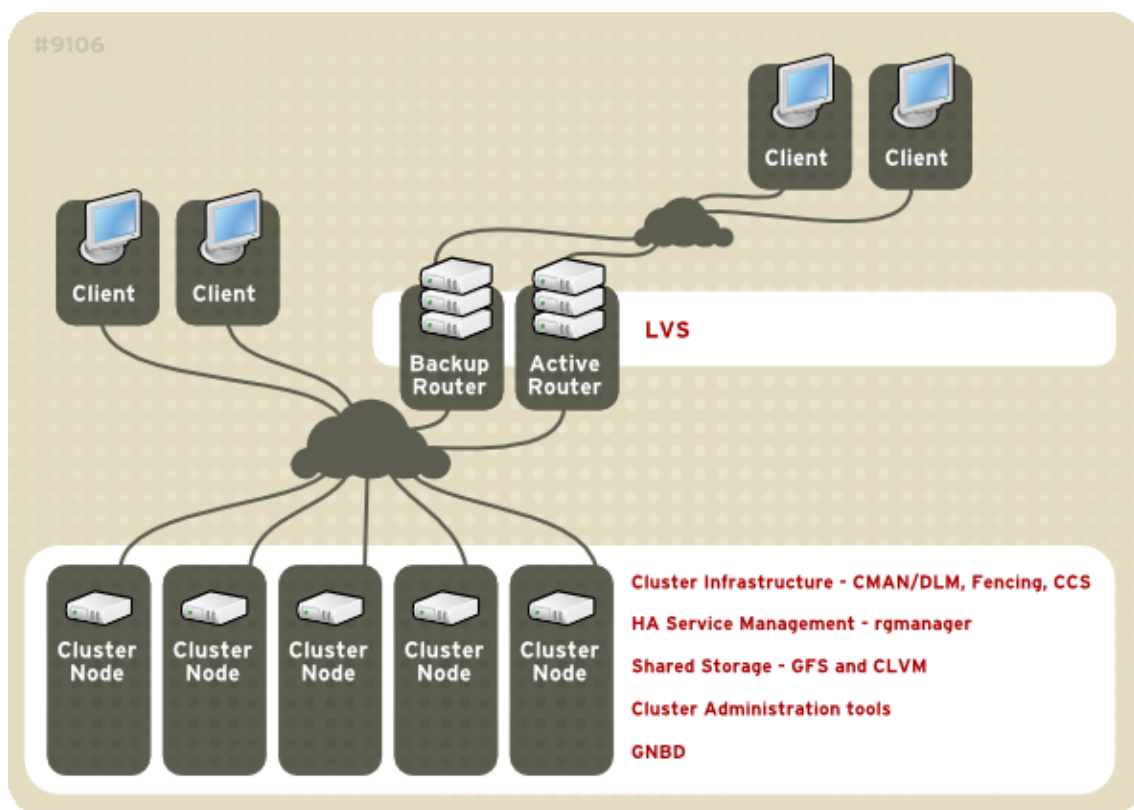 #9106
Client
Client
Client
Client
LVS
Backup
Router
Active
Router
Cluster
Node
Cluster
Node
Cluster
Node
Cluster
Node
Cluster
Node
Cluster Infrastructure - CMAN/DLM, Fencing, CCS
HA Service Management - rgmanager
Shared Storage - GFS and CLVM
Cluster Administration tools
GNBD